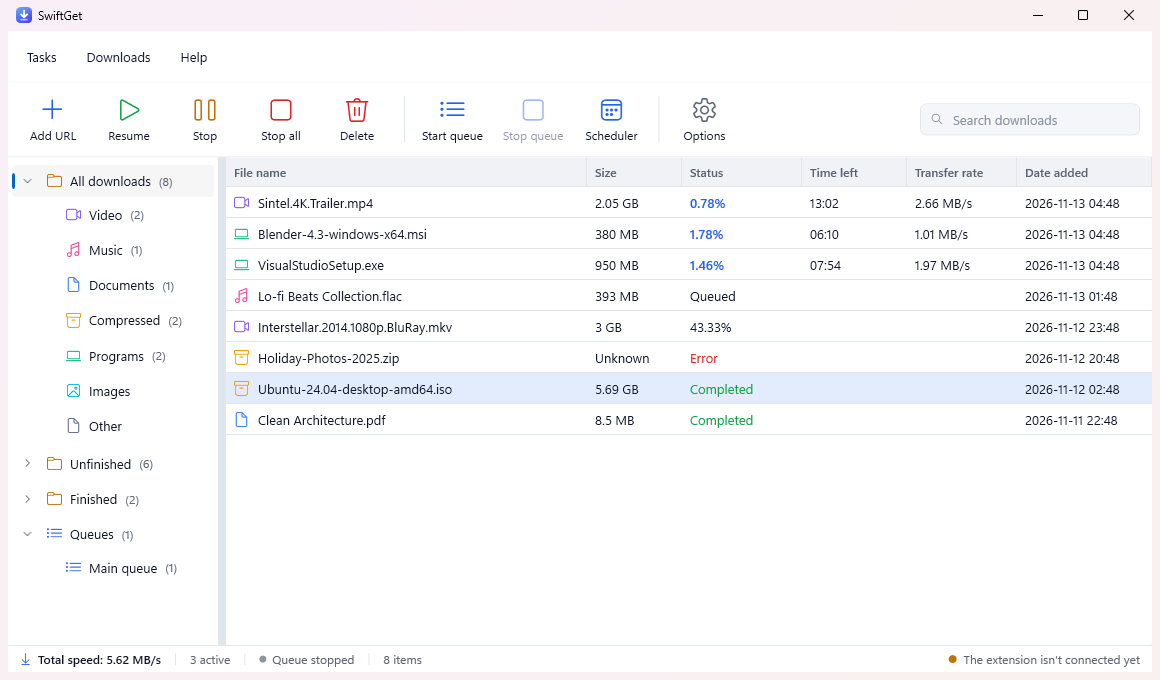 SwiftGet
Tasks Downloads Help
Add URL Resume Stop Stop all Delete Start queue Stop queue Scheduler Options Search downloads
All downloads (8)
Video (2)
Music (1)
Documents (1)
Compressed (2)
Programs (2)
Images
Other
Unfinished (6)
Finished (2)
Queues (1)
Main queue (1)
File name Size Status Time left Transfer rate Date added
Sintel.4K.Trailer.mp4 2.05 GB 0.78% 13:02 2.66 MB/s 2026-11-13 04:48
Blender-4.3-windows-x64.msi 380 MB 1.78% 06:10 1.01 MB/s 2026-11-13 04:48
VisualStudioSetup.exe 950 MB 1.46% 07:54 1.97 MB/s 2026-11-13 04:48
Lo-fi Beats Collection.flac 393 MB Queued 2026-11-13 01:48
Interstellar.2014.1080p.BluRay.mkv 3 GB 43.33% 2026-11-12 23:48
Holiday-Photos-2025.zip Unknown Error 2026-11-12 20:48
Ubuntu-24.04-desktop-amd64.iso 5.69 GB Completed 2026-11-12 02:48
Clean Architecture.pdf 8.5 MB Completed 2026-11-11 22:48
Total speed: 5.62 MB/s 3 active Queue stopped 8 items The extension isn't connected yet